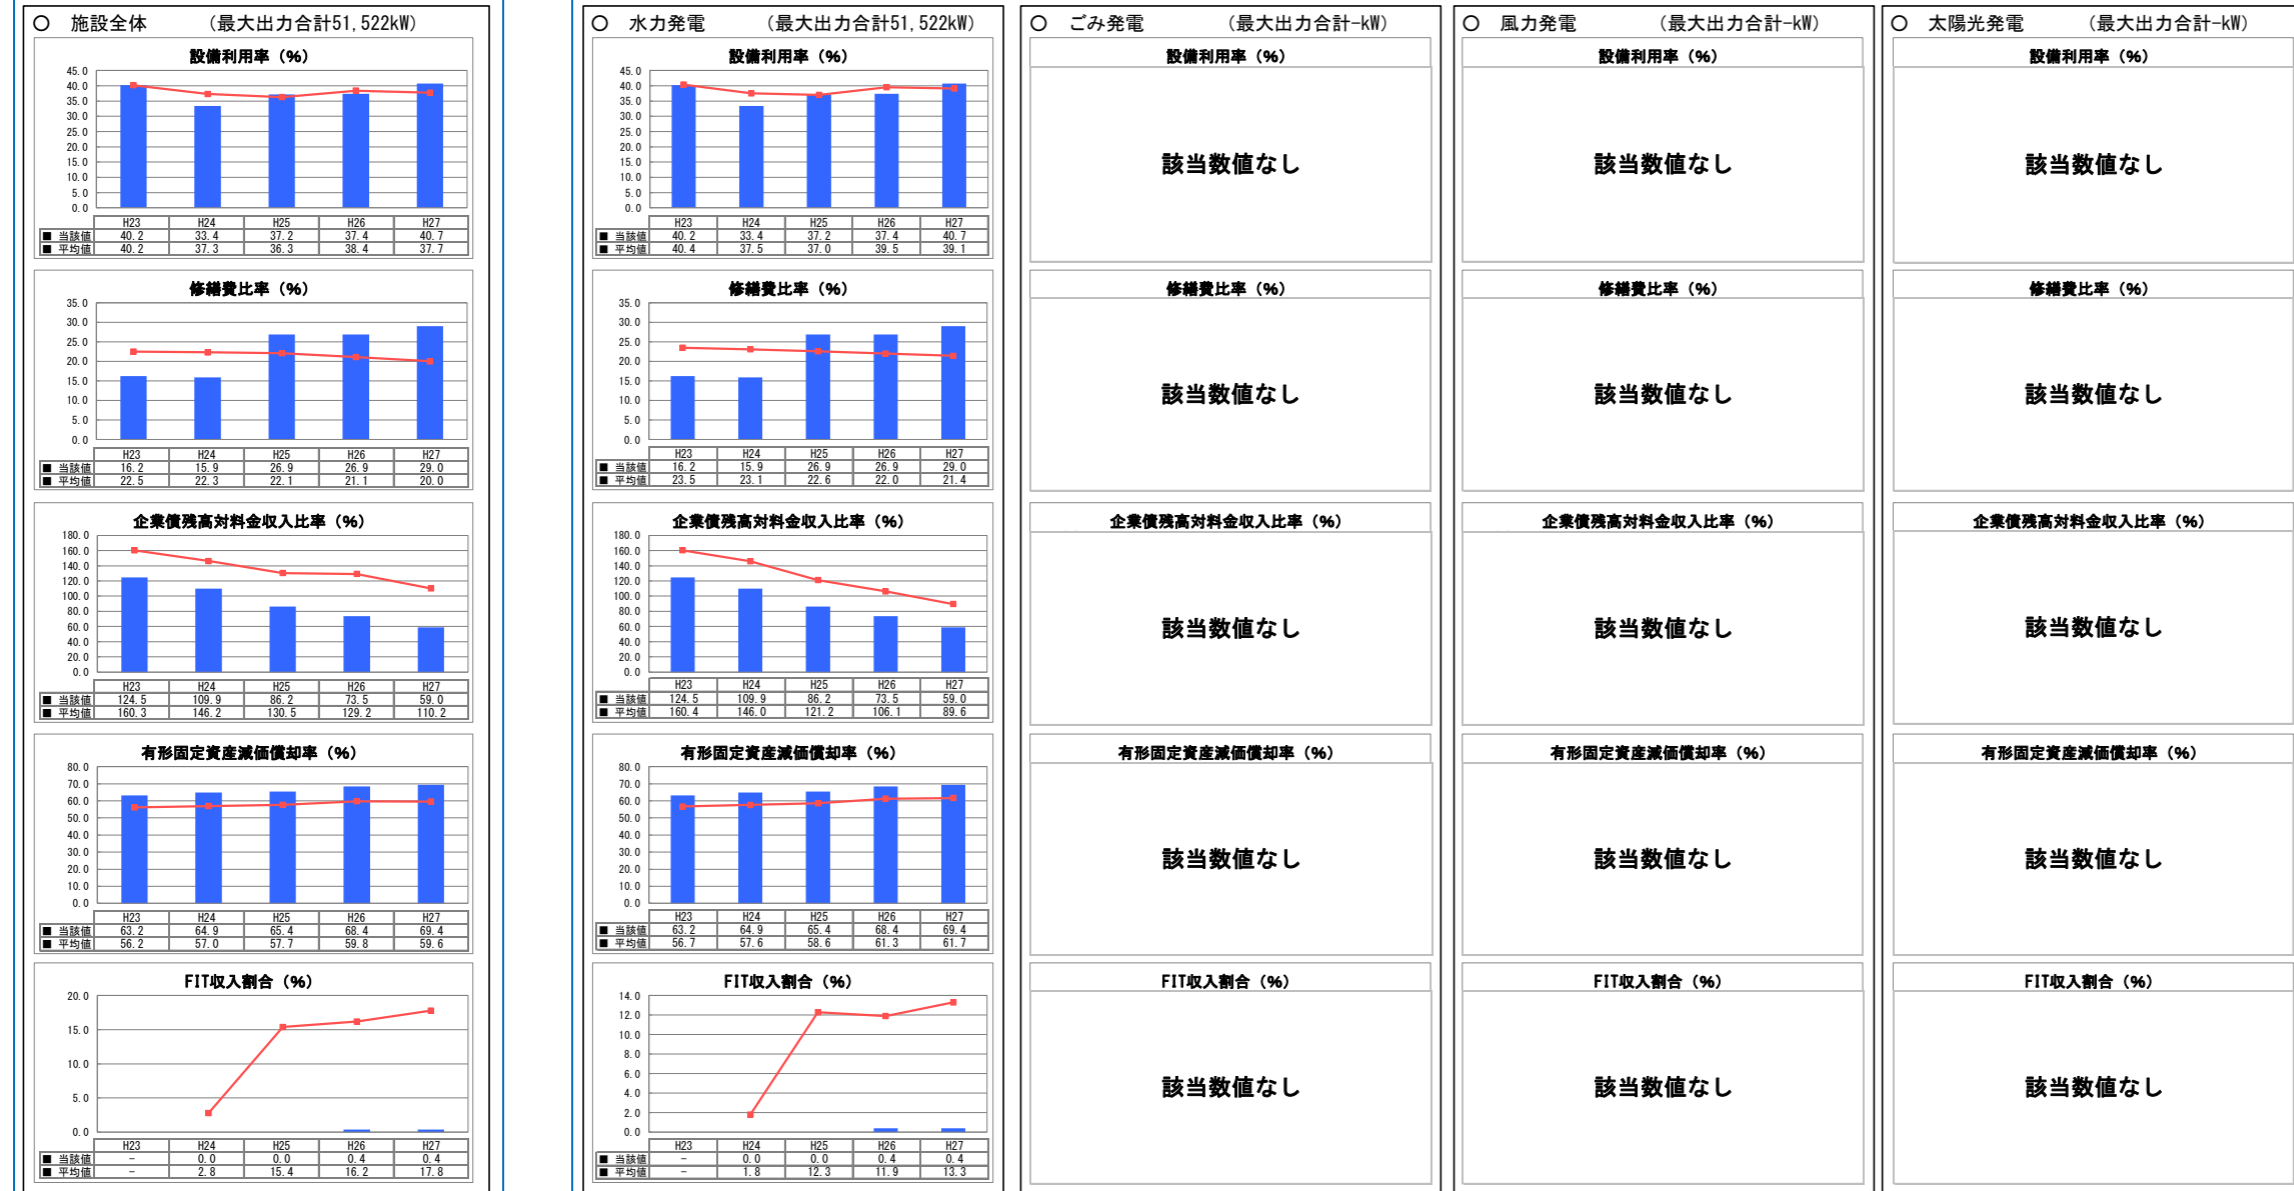 ○ 施設全体 （最大出力合計51,522kW）
設備利用率（%）
45.0
40.0
35.0
30.0
25.0
20.0
15.0
10.0
5.0
0.0
H23 H24 H25 H26 H27
■ 当該値 40.2 33.4 37.2 37.4 40.7
■ 平均値 40.2 37.3 36.3 38.4 37.7
修繕費比率（%）
35.0
30.0
25.0
20.0
15.0
10.0
5.0
0.0
H23 H24 H25 H26 H27
■ 当該値 16.2 15.9 26.9 26.9 29.0
■ 平均値 22.5 22.3 22.1 21.1 20.0
企業債残高対料金収入比率（%）
180.0
160.0
140.0
120.0
100.0
80.0
60.0
40.0
20.0
0.0
H23 H24 H25 H26 H27
■ 当該値 124.5 109.9 86.2 73.5 59.0
■ 平均値 160.3 146.2 130.5 129.2 110.2
有形固定資産減価償却率（%）
80.0
70.0
60.0
50.0
40.0
30.0
20.0
10.0
0.0
H23 H24 H25 H26 H27
■ 当該値 63.2 64.9 65.4 68.4 69.4
■ 平均値 56.2 57.0 57.7 59.8 59.6
FIT収入割合（%）
20.0
15.0
10.0
5.0
0.0
H23 H24 H25 H26 H27
■ 当該値 - 0.0 0.0 0.4 0.4
■ 平均値 - 2.8 15.4 16.2 17.8
○ 水力発電 （最大出力合計51,522kW）
設備利用率（%）
45.0
40.0
35.0
30.0
25.0
20.0
15.0
10.0
5.0
0.0
H23 H24 H25 H26 H27
■ 当該値 40.2 33.4 37.2 37.4 40.7
■ 平均値 40.4 37.5 37.0 39.5 39.1
修繕費比率（%）
35.0
30.0
25.0
20.0
15.0
10.0
5.0
0.0
H23 H24 H25 H26 H27
■ 当該値 16.2 15.9 26.9 26.9 29.0
■ 平均値 23.5 23.1 22.6 22.0 21.4
企業債残高対料金収入比率（%）
180.0
160.0
140.0
120.0
100.0
80.0
60.0
40.0
20.0
0.0
H23 H24 H25 H26 H27
■ 当該値 124.5 109.9 86.2 73.5 59.0
■ 平均値 160.4 146.0 121.2 106.1 89.6
有形固定資産減価償却率（%）
80.0
70.0
60.0
50.0
40.0
30.0
20.0
10.0
0.0
H23 H24 H25 H26 H27
■ 当該値 63.2 64.9 65.4 68.4 69.4
■ 平均値 56.7 57.6 58.6 61.3 61.7
FIT収入割合（%）
14.0
12.0
10.0
8.0
6.0
4.0
2.0
0.0
H23 H24 H25 H26 H27
■ 当該値 - 0.0 0.0 0.4 0.4
■ 平均値 - 1.8 12.3 11.9 13.3
○ ごみ発電 （最大出力合計-kW）
設備利用率（%）
該当数値なし
修繕費比率（%）
該当数値なし
企業債残高対料金収入比率（%）
該当数値なし
有形固定資産減価償却率（%）
該当数値なし
FIT収入割合（%）
該当数値なし
○ 風力発電 （最大出力合計-kW）
設備利用率（%）
該当数値なし
修繕費比率（%）
該当数値なし
企業債残高対料金収入比率（%）
該当数値なし
有形固定資産減価償却率（%）
該当数値なし
FIT収入割合（%）
該当数値なし
○ 太陽光発電 （最大出力合計-kW）
設備利用率（%）
該当数値なし
修繕費比率（%）
該当数値なし
企業債残高対料金収入比率（%）
該当数値なし
有形固定資産減価償却率（%）
該当数値なし
FIT収入割合（%）
該当数値なし